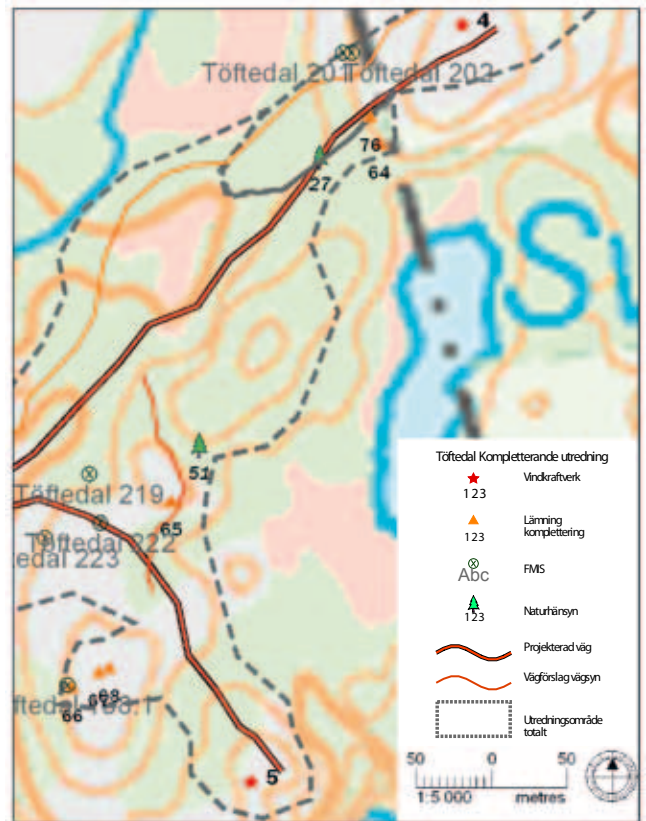 4
Töftedal 201
Töftedal 202
76
27
64
Su
51
Töftedal 219
65
Töftedal 222
edal 223
68
66
5
Töftedal Kompletterande utredning
Vindkraftverk
123
Lämning
komplettering
123
FMIS
Abc
Naturhänsyn
123
Projekterad väg
Vägförslag vägsyn
Utredningsområde
totalt
50 0 50
1:5 000 metres